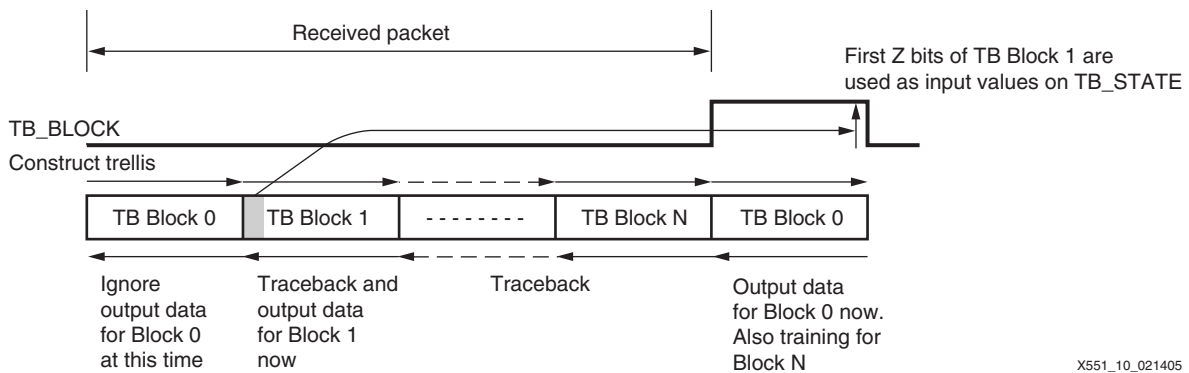 Received packet
First Z bits of TB Block 1 are
used as input values on TB_STATE
TB_BLOCK
Construct trellis
TB Block 0
TB Block 1
--------
TB Block N
TB Block 0
Ignore
output data
for Block 0
at this time
Traceback and
output data
for Block 1
now
Traceback
Output data
for Block 0 now.
Also training for
Block N
X551_10_021405